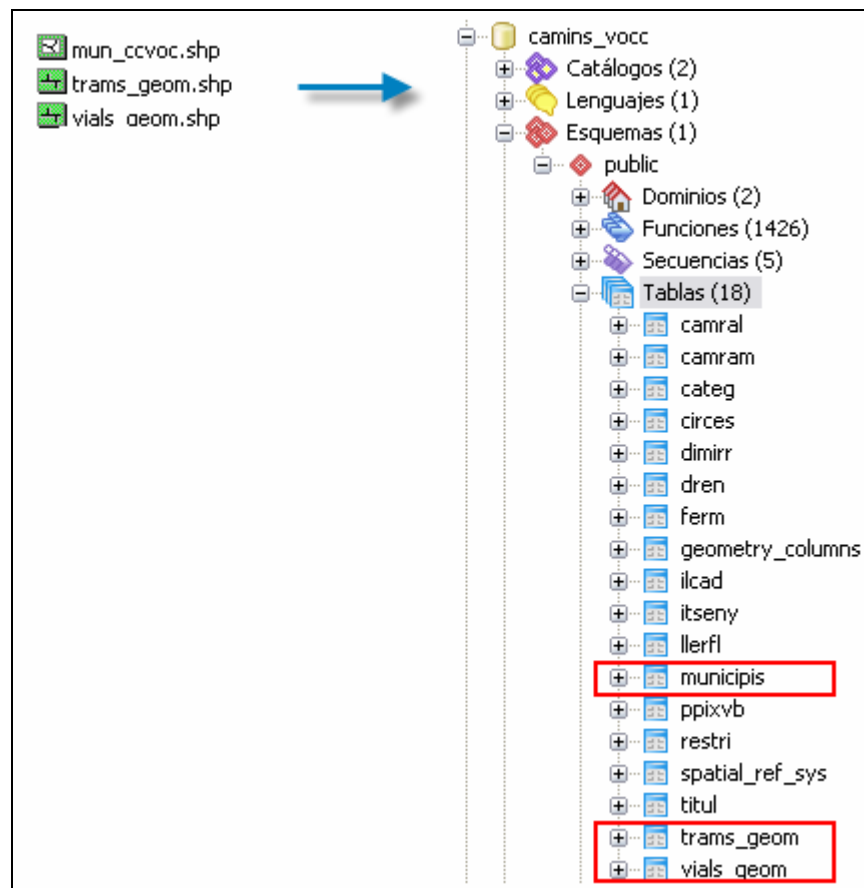 mun_ccvoc.shp
trams_geom.shp
vials_geom.shp
camins_vocc
Catálogos (2)
Lenguajes (1)
Esquemas (1)
public
Dominios (2)
Funciones (1426)
Secuencias (5)
Tablas (18)
camral
camram
categ
circes
dimirr
dren
ferm
geometry_columns
ilcad
itseny
llerfl
municipis
ppixvb
restri
spatial_ref_sys
titul
trams_geom
vials_geom